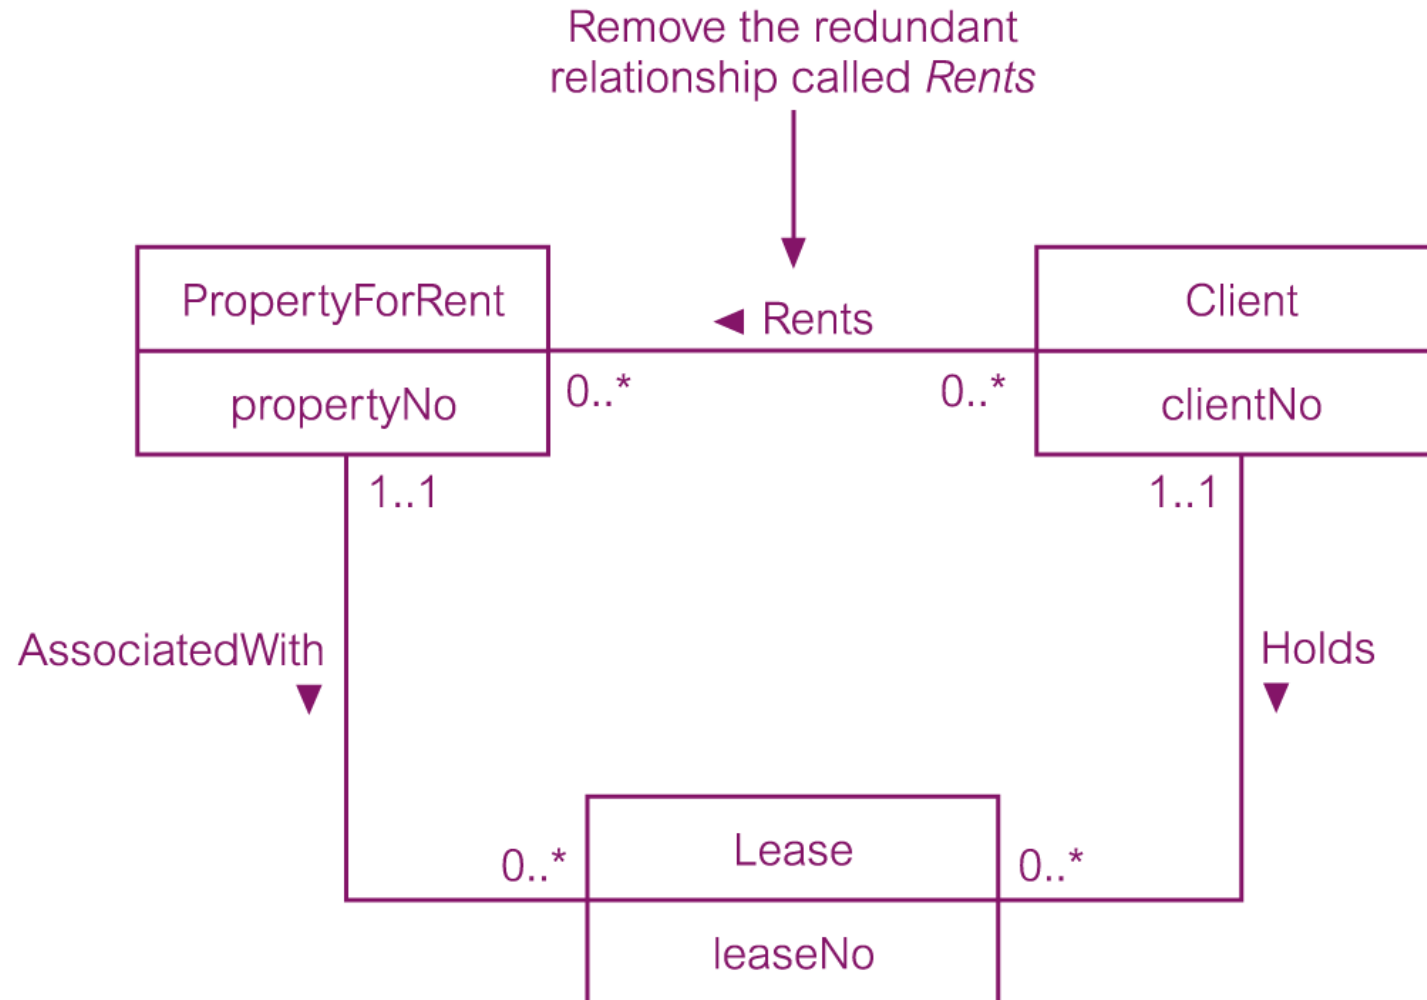 Remove the redundant
relationship called Rents
PropertyForRent
◄ Rents
Client
propertyNo
0..*
0..*
clientNo
1..1
1..1
AssociatedWith
▼
Holds
▼
0..*
Lease
0..*
leaseNo